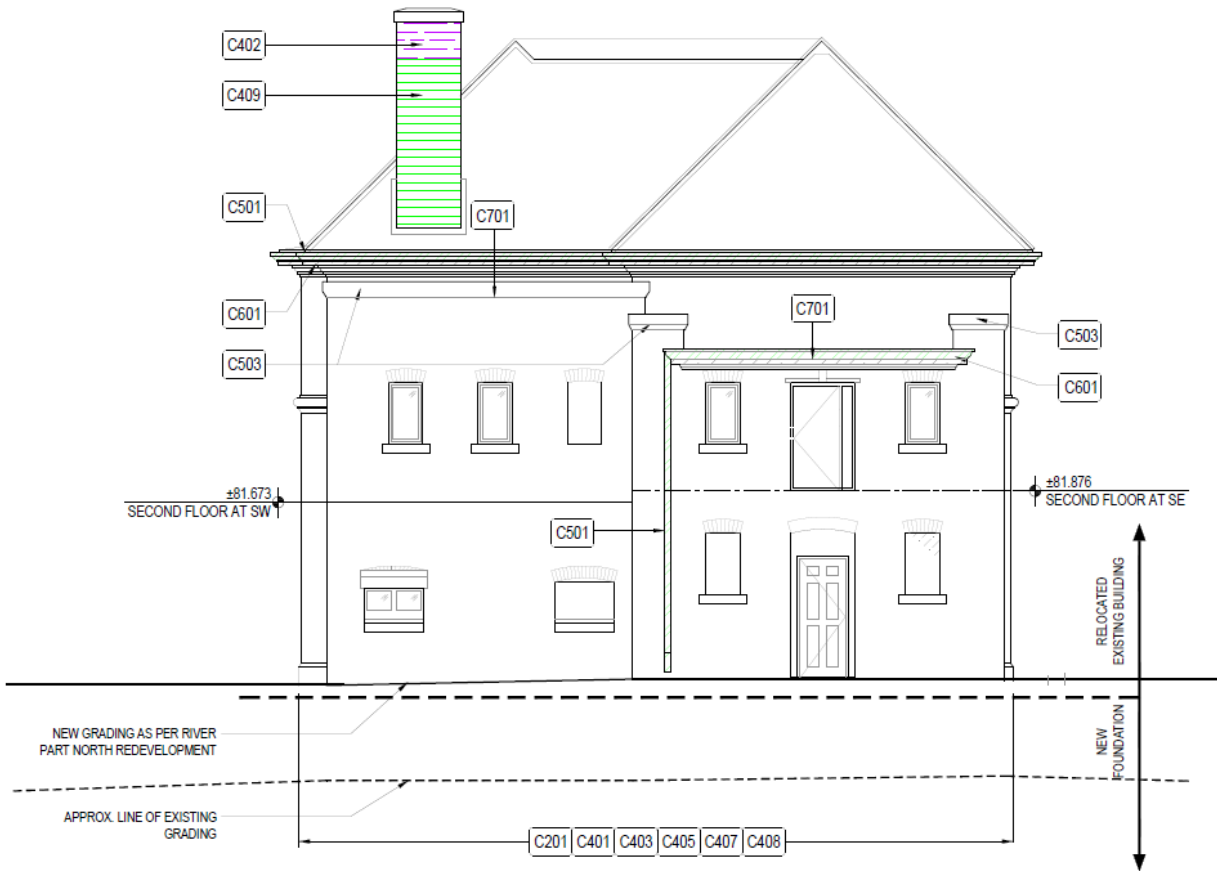 C402
C409
C501
C701
C601
C701
C503
C503
C601
±81.673
SECOND FLOOR AT SW
±81.876
SECOND FLOOR AT SE
C501
RELOCATED
EXISTING BUILDING
NEW GRADING AS PER RIVER
PART NORTH REDEVELOPMENT
NEW
FOUNDATION
APPROX. LINE OF EXISTING
GRADING
C201 C401 C403 C405 C407 C408